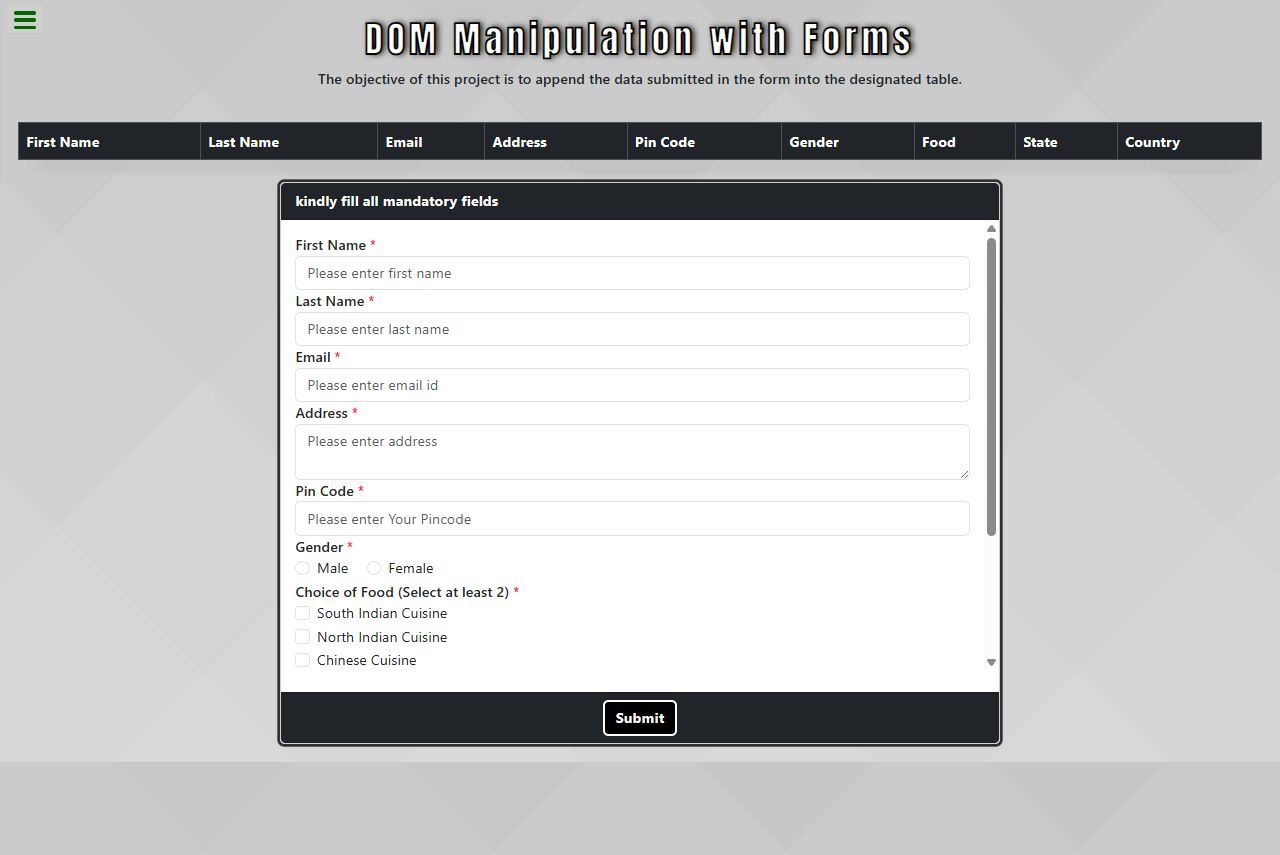 DOM Manipulation with Forms
The objective of this project is to append the data submitted in the form into the designated table.
First Name Last Name Email Address Pin Code Gender Food State Country
kindly fill all mandatory fields
First Name *
Please enter first name
Last Name *
Please enter last name
Email *
Please enter email id
Address *
Please enter address
Pin Code *
Please enter Your Pincode
Gender *
Male Female
Choice of Food (Select at least 2) *
South Indian Cuisine
North Indian Cuisine
Chinese Cuisine
Submit